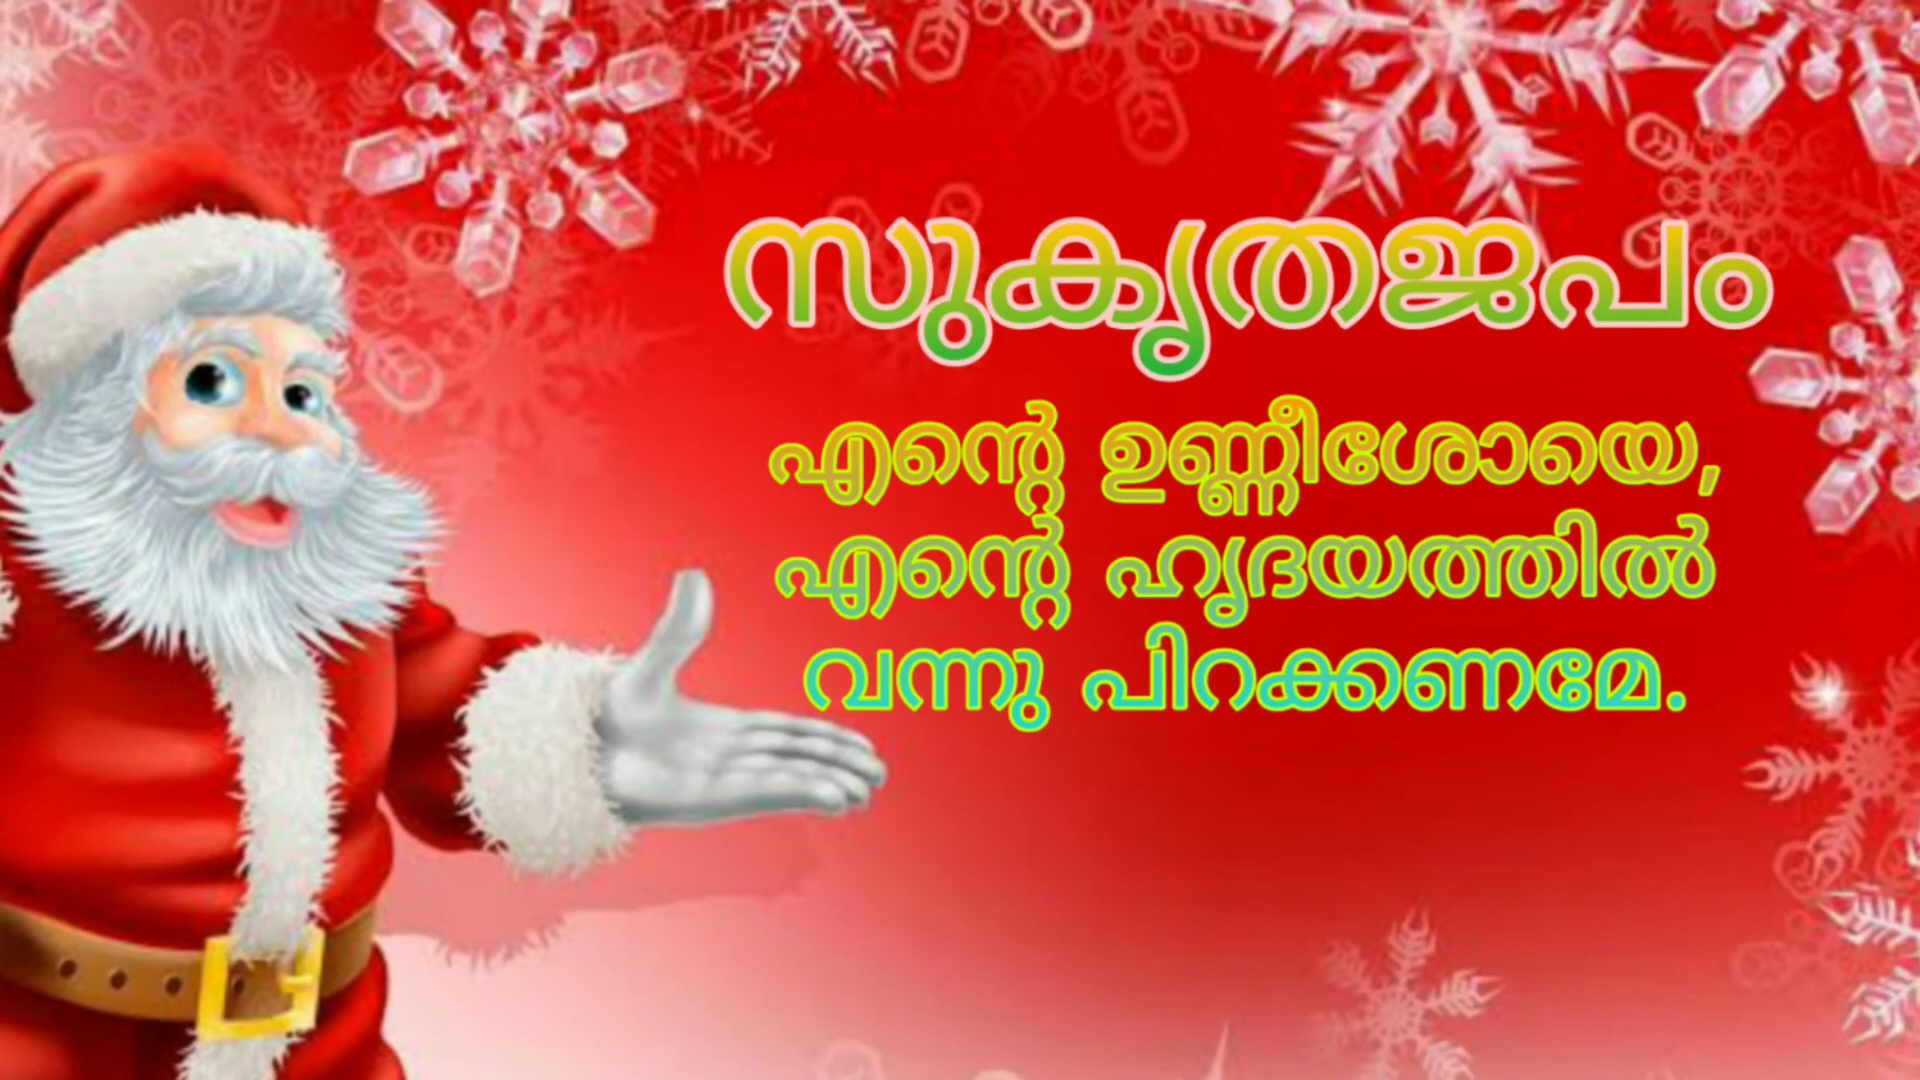 സുകൃതജപം
എന്റെ ഉണ്ണീശോയെ,
എന്റെ ഹൃദയത്തിൽ
വന്നു പിറക്കണമേ.